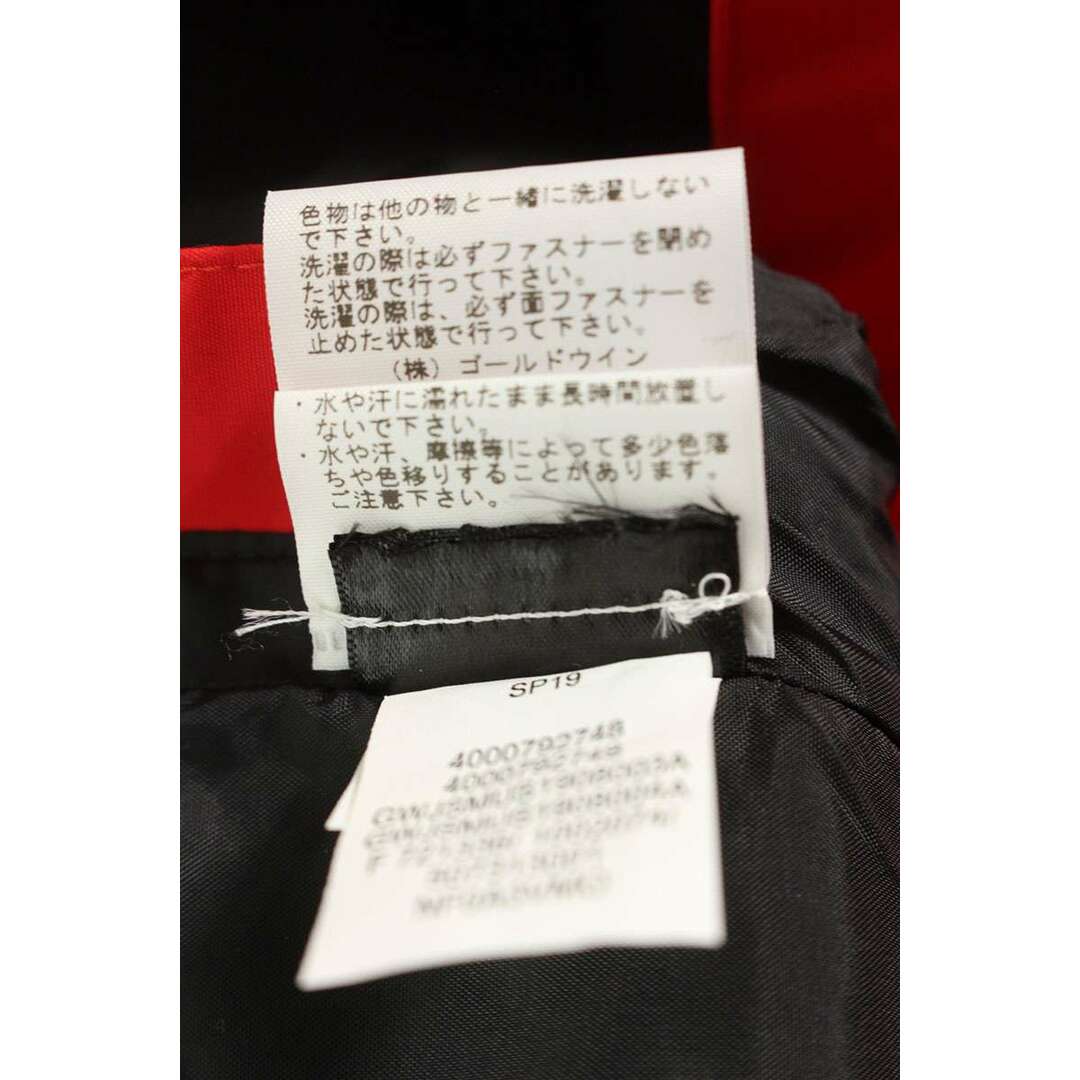 色物は他の物と一緒に洗濯しない
で下さい。
洗濯の際は必ずファスナーを閉め
た状態で行って下さい。
洗濯の際は、必ず面ファスナーを
止めた状態で行って下さい。
（株）ゴールドウイン
・水や汗に濡れたまま長時間放置し
ないで下さい。
・水や汗、摩擦等によって多少色落
ちや色移りすることがあります。
ご注意下さい。
SP19
4000792748
4000792748